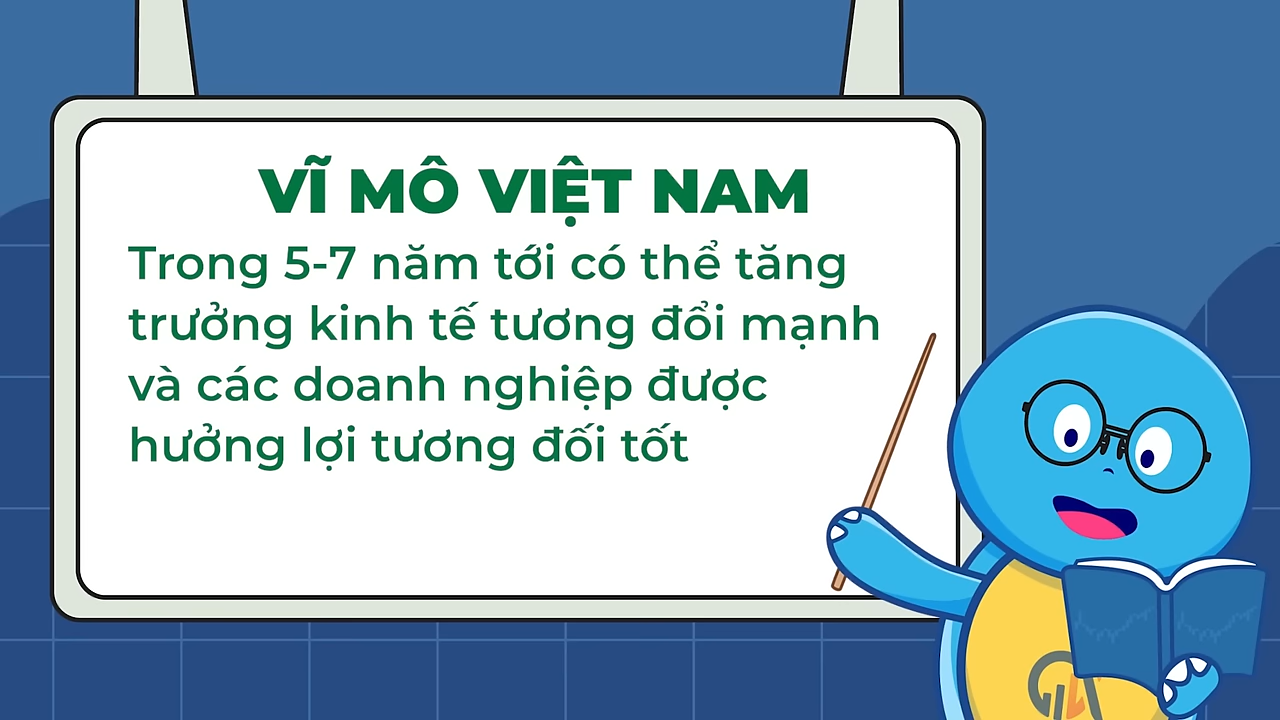 VĨ MÔ VIỆT NAM
Trong 5-7 năm tới có thể tăng
trưởng kinh tế tương đổi mạnh
và các doanh nghiệp được
hưởng lợi tương đối tốt